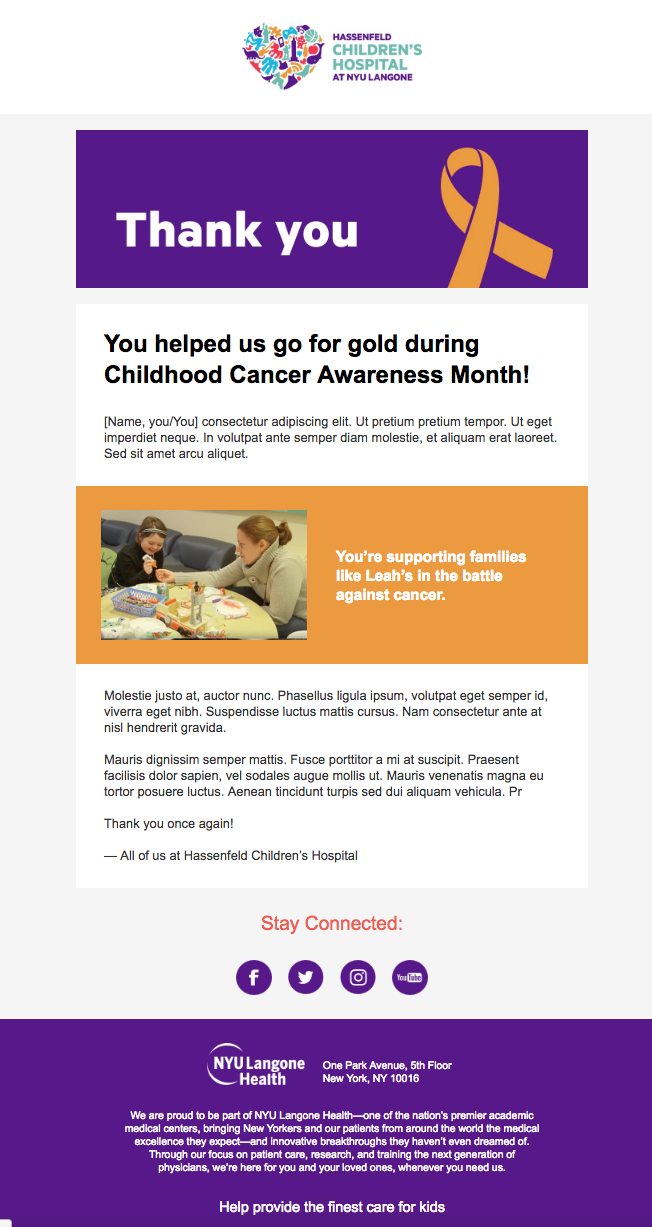 HASSENFELD
CHILDREN'S
HOSPITAL
AT NYU LANGONE
Thank you
You helped us go for gold during
Childhood Cancer Awareness Month!
[Name, you/You] consectetur adipiscing elit. Ut pretium pretium tempor. Ut eget
imperdiet neque. In volutpat ante semper diam molestie, et aliquam erat laoreet.
Sed sit amet arcu aliquet.
You're supporting families
like Leah's in the battle
against cancer.
Molestie justo at, auctor nunc. Phasellus ligula ipsum, volutpat eget semper id,
viverra eget nibh. Suspendisse luctus mattis cursus. Nam consectetur ante at
nisl hendrerit gravida.
Mauris dignissim semper mattis. Fusce porttitor a mi at suscipit. Praesent
facilisis dolor sapien, vel sodales augue mollis ut. Mauris venenatis magna eu
tortor posuere luctus. Aenean tincidunt turpis sed dui aliquam vehicula. Pr
Thank you once again!
— All of us at Hassenfeld Children's Hospital
Stay Connected:
You Tube
NYU Langone
Health
One Park Avenue, 5th Floor
New York, NY 10016
We are proud to be part of NYU Langone Health—one of the nation's premier academic
medical centers, bringing New Yorkers and our patients from around the world the medical
excellence they expect—and innovative breakthroughs they haven't even dreamed of.
Through our focus on patient care, research, and training the next generation of
physicians, we're here for you and your loved ones, whenever you need us.
Help provide the finest care for kids